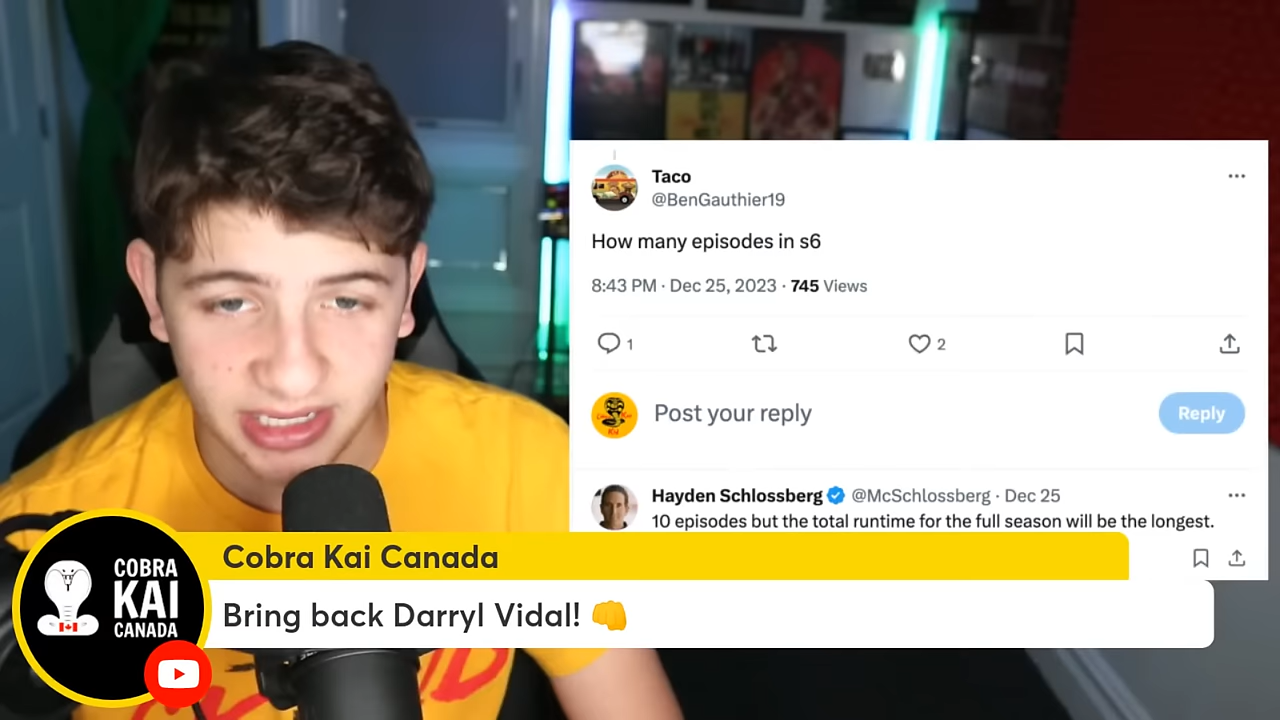 Taco
@BenGauthier19
How many episodes in s6
8:43 PM · Dec 25, 2023 · 745 Views
1
2
Post your reply
Reply
Hayden Schlossberg @McSchlossberg · Dec 25
10 episodes but the total runtime for the full season will be the longest.
COBRA
KAI
CANADA
Cobra Kai Canada
Bring back Darryl Vidal! 👊